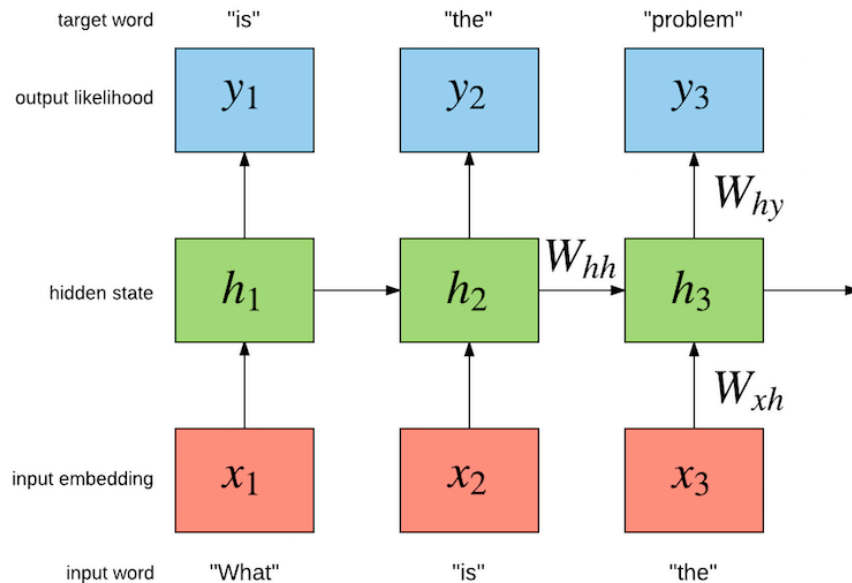 target word "is" "the" "problem"
output likelihood y1 y2 y3
Why
hidden state h1 h2 Whh h3
Wxh
input embedding x1 x2 x3
input word "What" "is" "the"